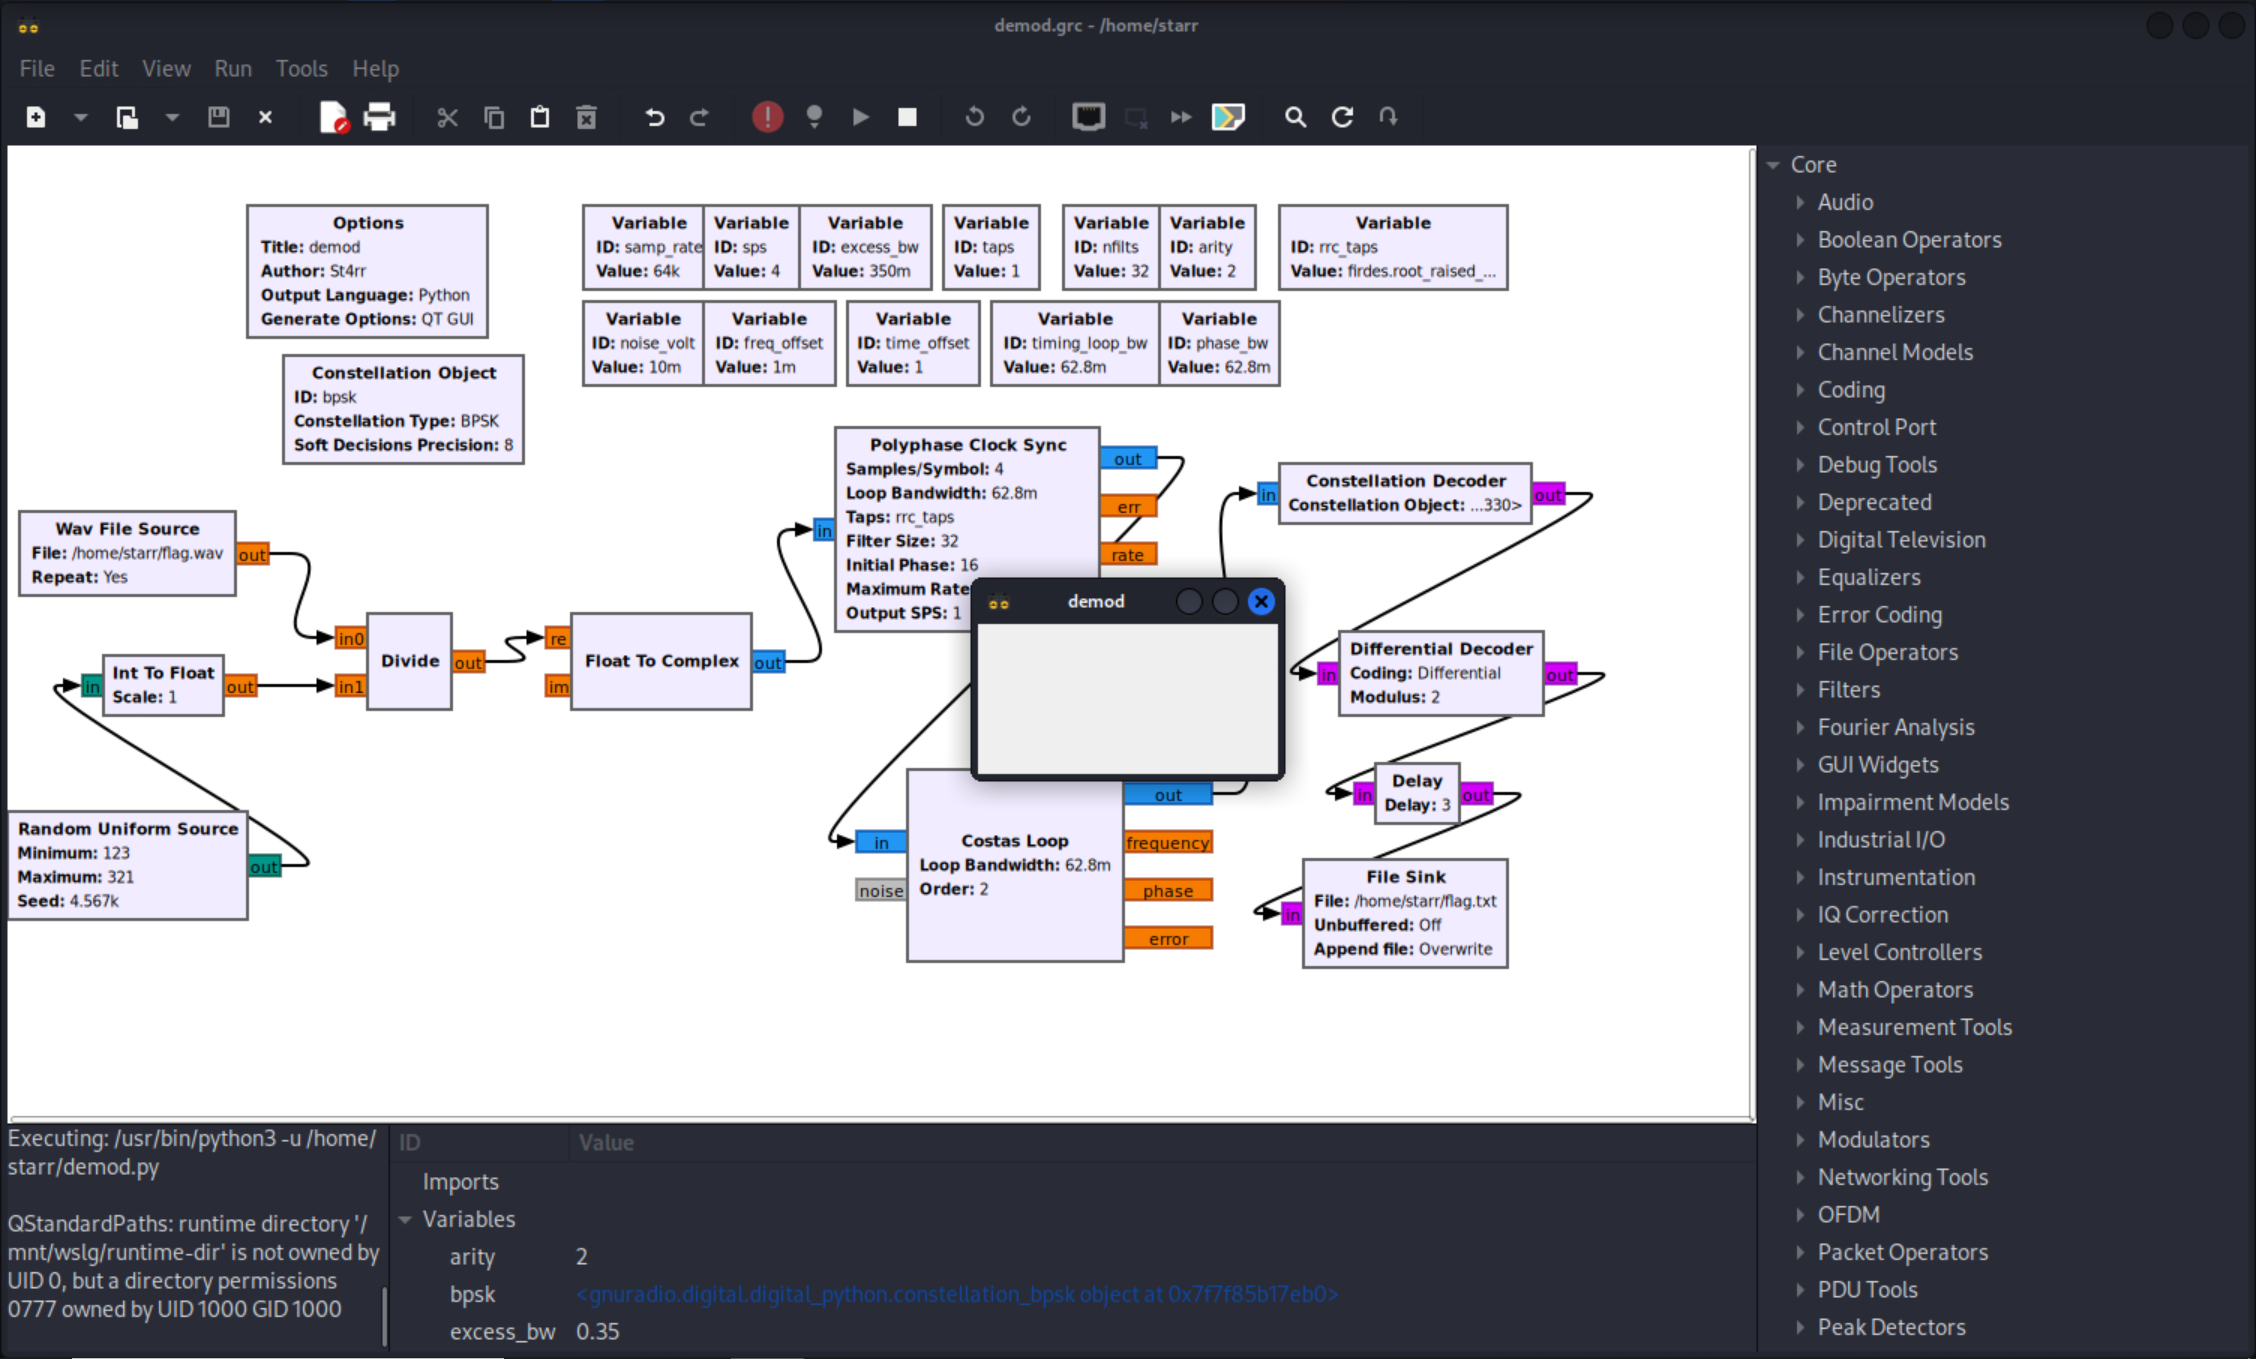 demod.grc - /home/starr
File Edit View Run Tools Help
Options
Title: demod
Author: St4rr
Output Language: Python
Generate Options: QT GUI
Variable
ID: samp_rate
Value: 64k
Variable
ID: sps
Value: 4
Variable
ID: excess_bw
Value: 350m
Variable
ID: taps
Value: 1
Variable
ID: nfilts
Value: 32
Variable
ID: arity
Value: 2
Variable
ID: rrc_taps
Value: firdes.root_raised_...
Variable
ID: noise_volt
Value: 10m
Variable
ID: freq_offset
Value: 1m
Variable
ID: time_offset
Value: 1
Variable
ID: timing_loop_bw
Value: 62.8m
Variable
ID: phase_bw
Value: 62.8m
Constellation Object
ID: bpsk
Constellation Type: BPSK
Soft Decisions Precision: 8
Wav File Source
File: /home/starr/flag.wav
Repeat: Yes
out
in
Int To Float
Scale: 1
out
Random Uniform Source
Minimum: 123
Maximum: 321
Seed: 4.567k
out
in0
in1
Divide
out
re
im
Float To Complex
out
in
Polyphase Clock Sync
Samples/Symbol: 4
Loop Bandwidth: 62.8m
Taps: rrc_taps
Filter Size: 32
Initial Phase: 16
Maximum Rate
Output SPS: 1
out
err
rate
demod
in
noise
Costas Loop
Loop Bandwidth: 62.8m
Order: 2
out
frequency
phase
error
in
Constellation Decoder
Constellation Object: ...330>
out
in
Differential Decoder
Coding: Differential
Modulus: 2
out
in
Delay
Delay: 3
out
in
File Sink
File: /home/starr/flag.txt
Unbuffered: Off
Append file: Overwrite
Core
Audio
Boolean Operators
Byte Operators
Channelizers
Channel Models
Coding
Control Port
Debug Tools
Deprecated
Digital Television
Equalizers
Error Coding
File Operators
Filters
Fourier Analysis
GUI Widgets
Impairment Models
Industrial I/O
Instrumentation
IQ Correction
Level Controllers
Math Operators
Measurement Tools
Message Tools
Misc
Modulators
Networking Tools
OFDM
Packet Operators
PDU Tools
Peak Detectors
Executing: /usr/bin/python3 -u /home/
starr/demod.py
QStandardPaths: runtime directory '/
mnt/wslg/runtime-dir' is not owned by
UID 0, but a directory permissions
0777 owned by UID 1000 GID 1000
ID Value
Imports
Variables
arity 2
bpsk <gnuradio.digital.digital_python.constellation_bpsk object at 0x7f7f85b17eb0>
excess_bw 0.35